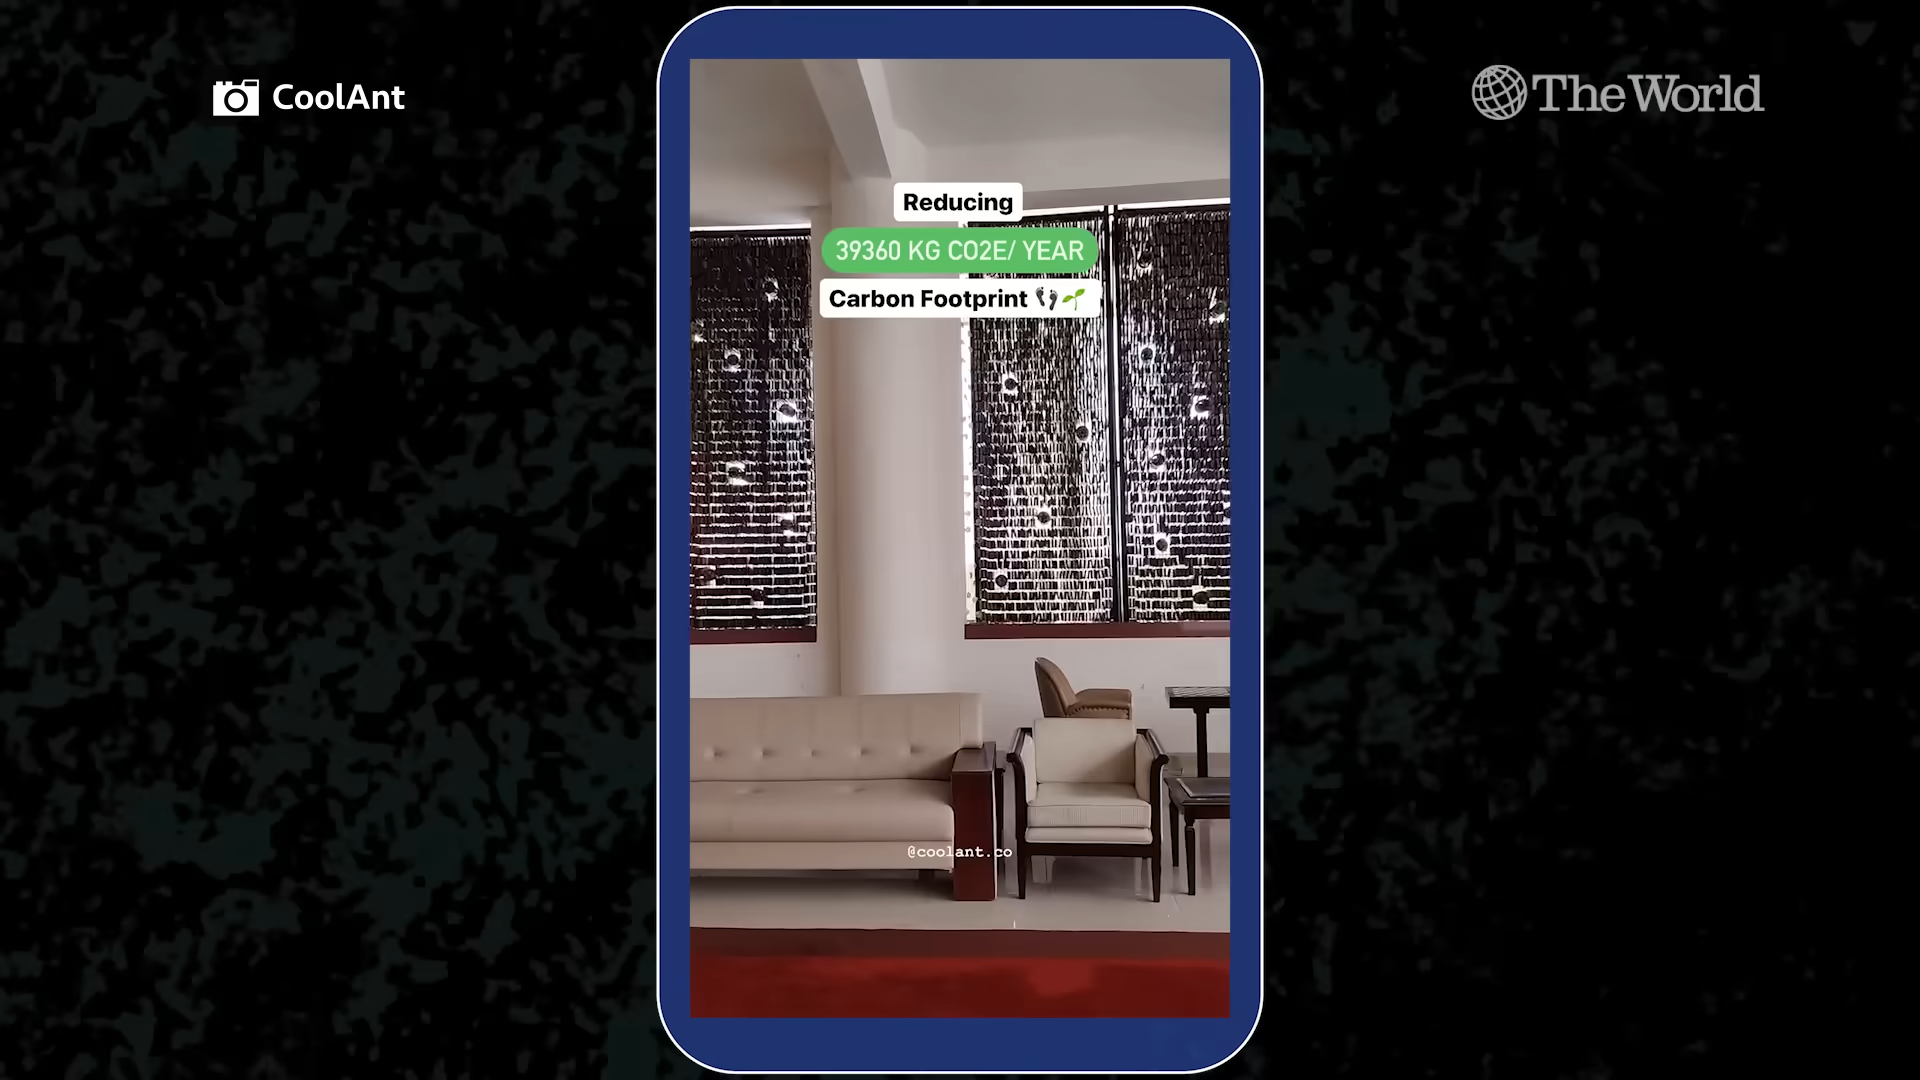 CoolAnt
The World
Reducing
39360 KG CO2E/ YEAR
Carbon Footprint 👣🌱
@coolant.co